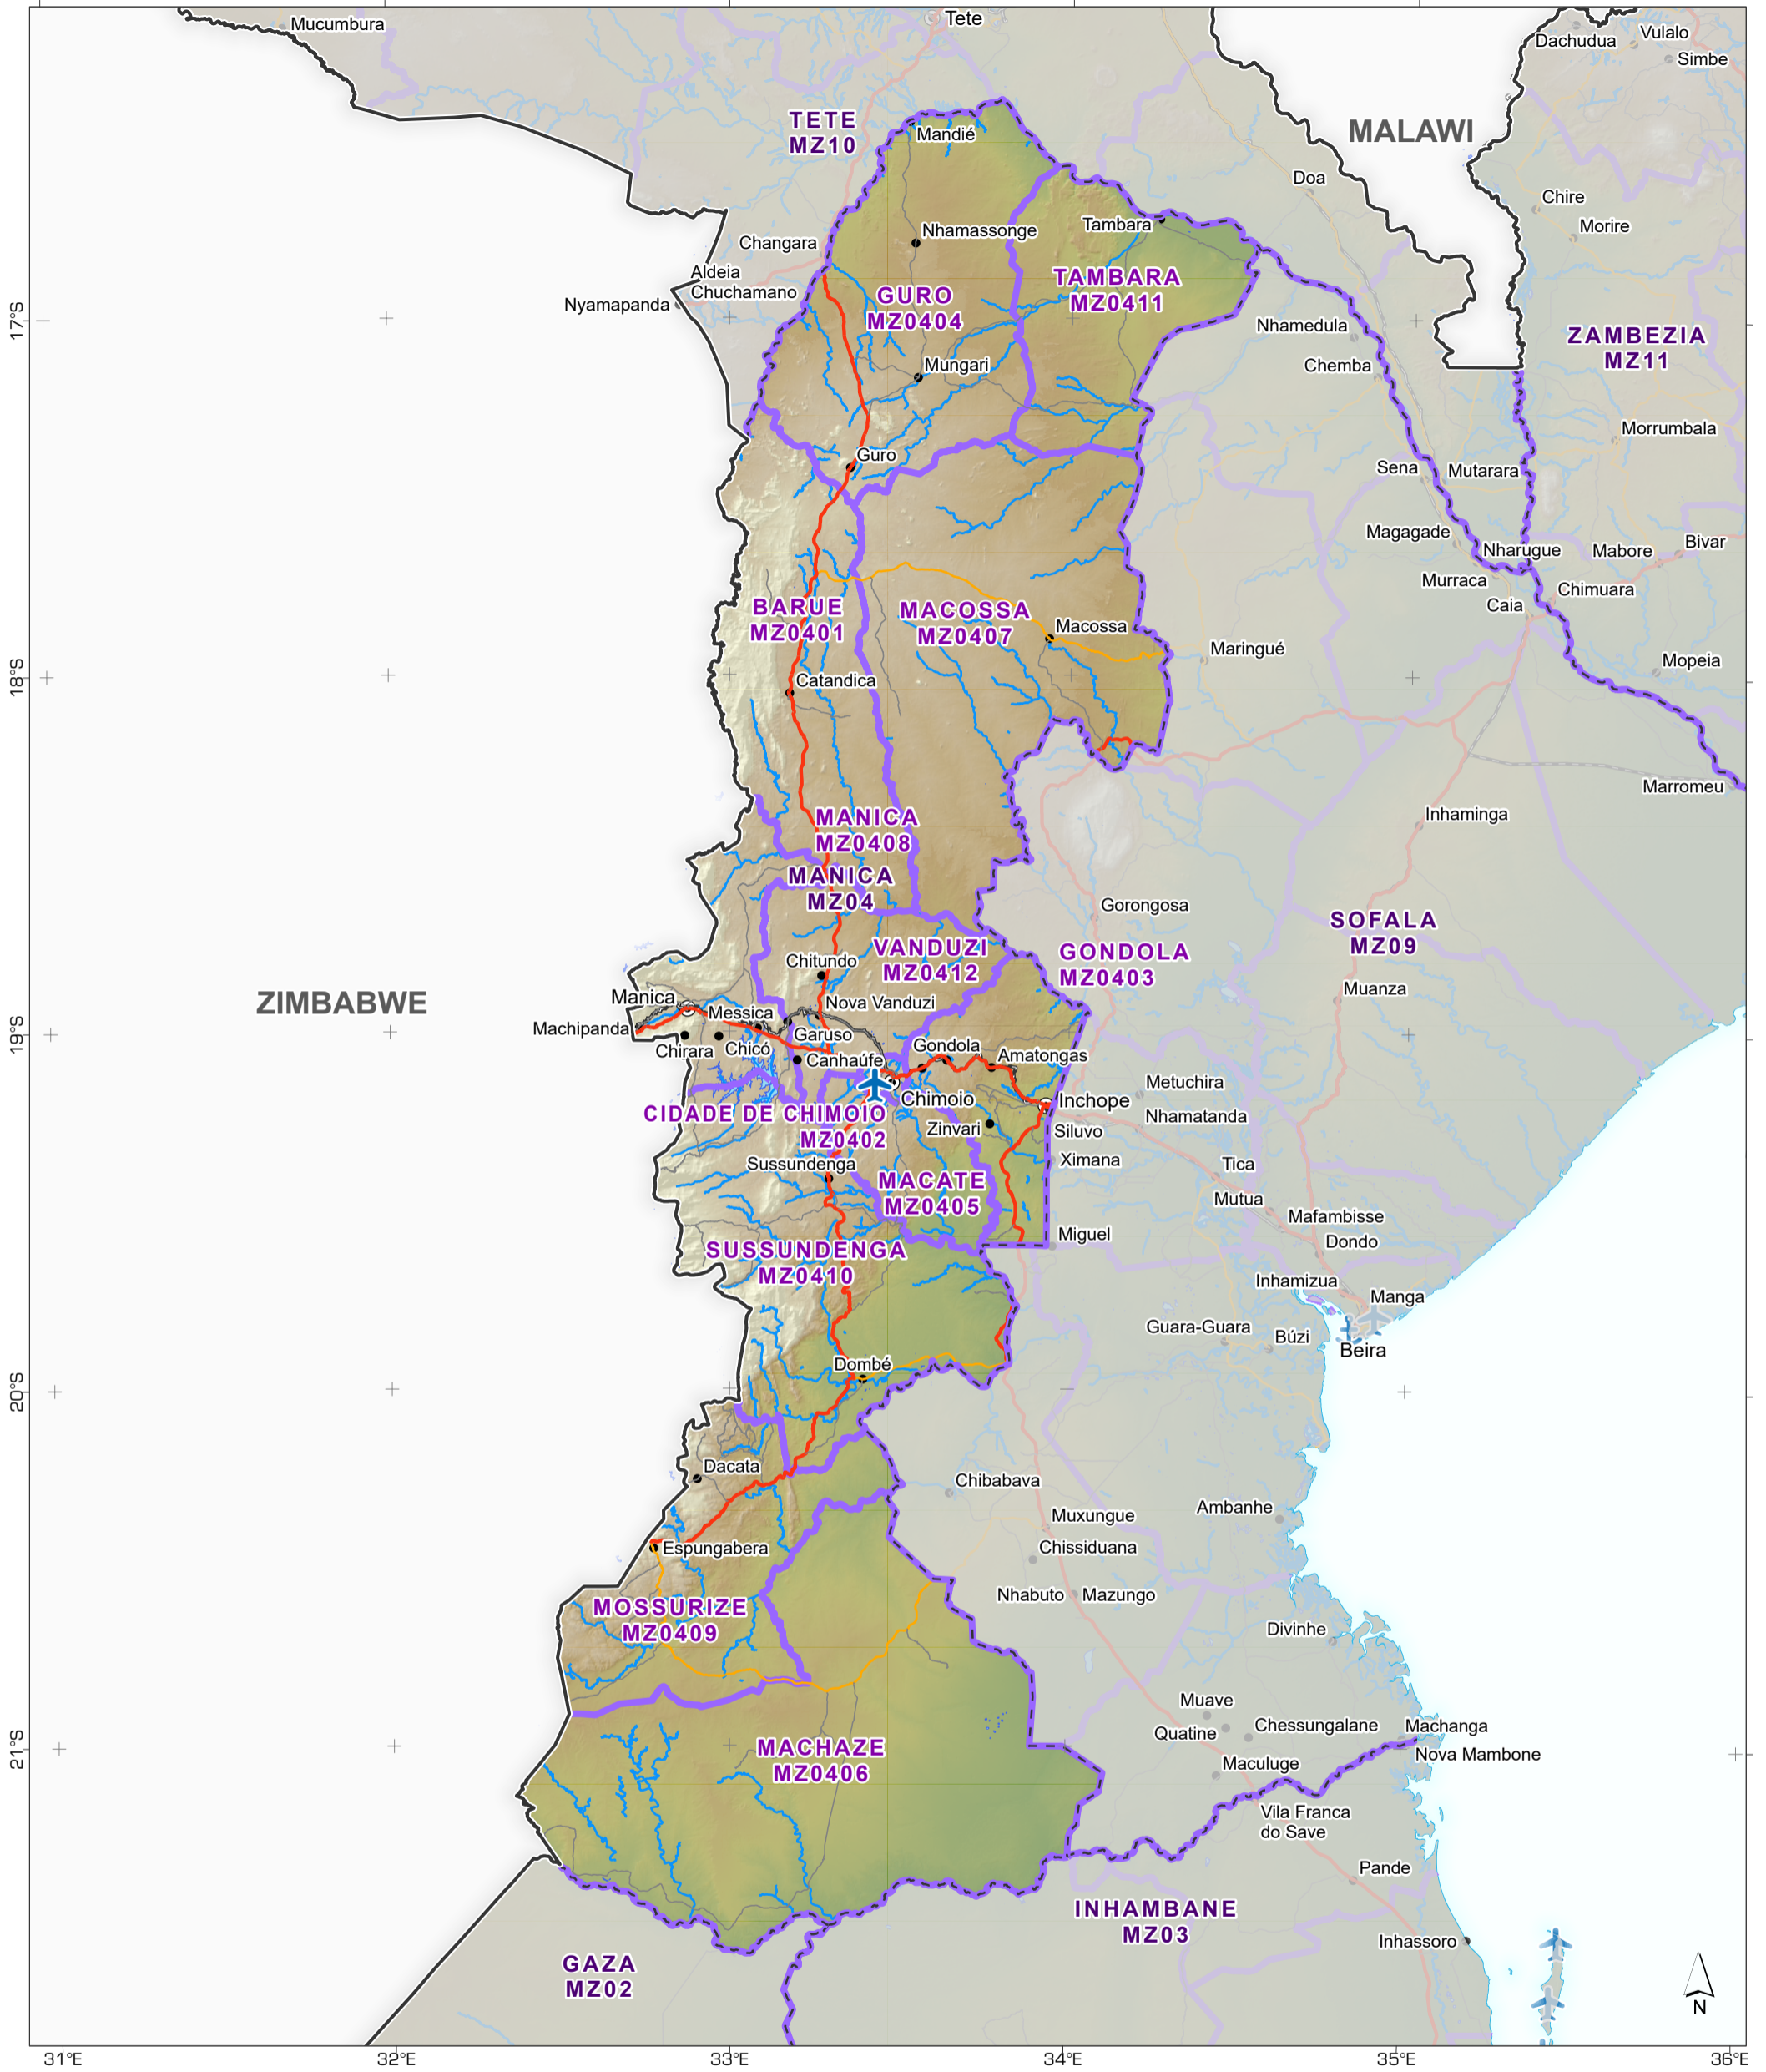 Mucumbura
Tete
Dachudua
Vulalo
Simbe
TETE
MZ10
Mandié
MALAWI
Doa
Chire
Morire
Changara
Nhamassonge
Tambara
Aldeia
Chuchamano
Nyamapanda
GURO
MZ0404
TAMBARA
MZ0411
17°S
Nhamedula
Chemba
ZAMBEZIA
MZ11
Mungari
Morrumbala
Guro
Sena
Mutarara
Magagade
Nharugue
Mabore
Bivar
Murraca
Chimuara
Caia
BARUE
MZ0401
MACOSSA
MZ0407
Macossa
Maringué
Mopeia
18°S
Catandica
Marromeu
Inhaminga
MANICA
MZ0408
MANICA
MZ04
Gorongosa
SOFALA
MZ09
VANDUZI
MZ0412
GONDOLA
MZ0403
Chitundo
ZIMBABWE
Manica
Muanza
Nova Vanduzi
Messica
Machipanda
19°S
Garuso
Chirara
Chicó
Canhaúfe
Gondola
Amatongas
Metuchira
Chimoio
Inchope
CIDADE DE CHIMOIO
MZ0402
Nhamatanda
Zinvari
Siluvo
Sussundenga
Ximana
Tica
MACATE
MZ0405
Mutua
Mafambisse
Miguel
Dondo
SUSSUNDENGA
MZ0410
Inhamizua
Manga
Guara-Guara
Búzi
Beira
Dombé
20°S
Dacata
Chibabava
Ambanhe
Muxungue
Espungabera
Chissiduana
Nhabuto
Mazungo
MOSSURIZE
MZ0409
Divinhe
Muave
Quatine
Chessungalane
Machanga
21°S
MACHAZE
MZ0406
Nova Mambone
Maculuge
Vila Franca
do Save
Pande
INHAMBANE
MZ03
Inhassoro
GAZA
MZ02
N
31°E
32°E
33°E
34°E
35°E
36°E